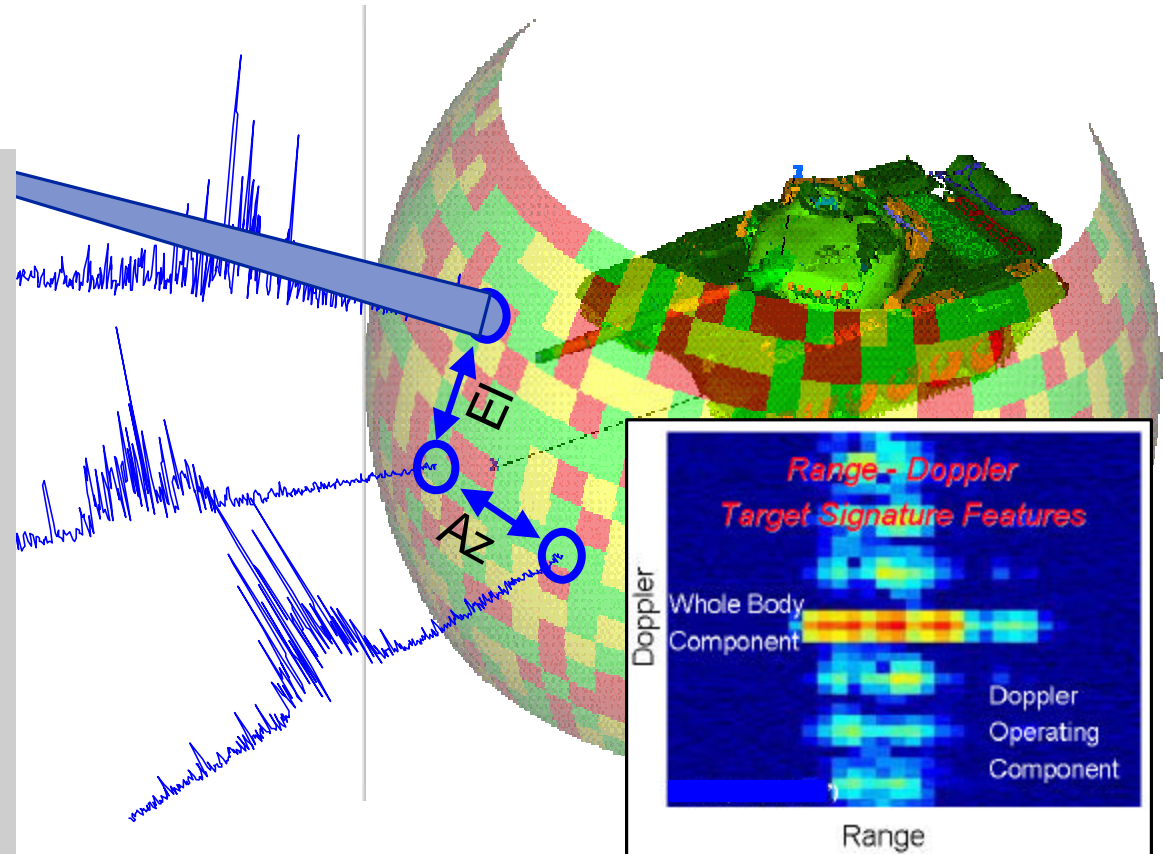 El
Az
Range - Doppler
Target Signature Features
Doppler
Whole Body
Component
Doppler
Operating
Component
)
Range